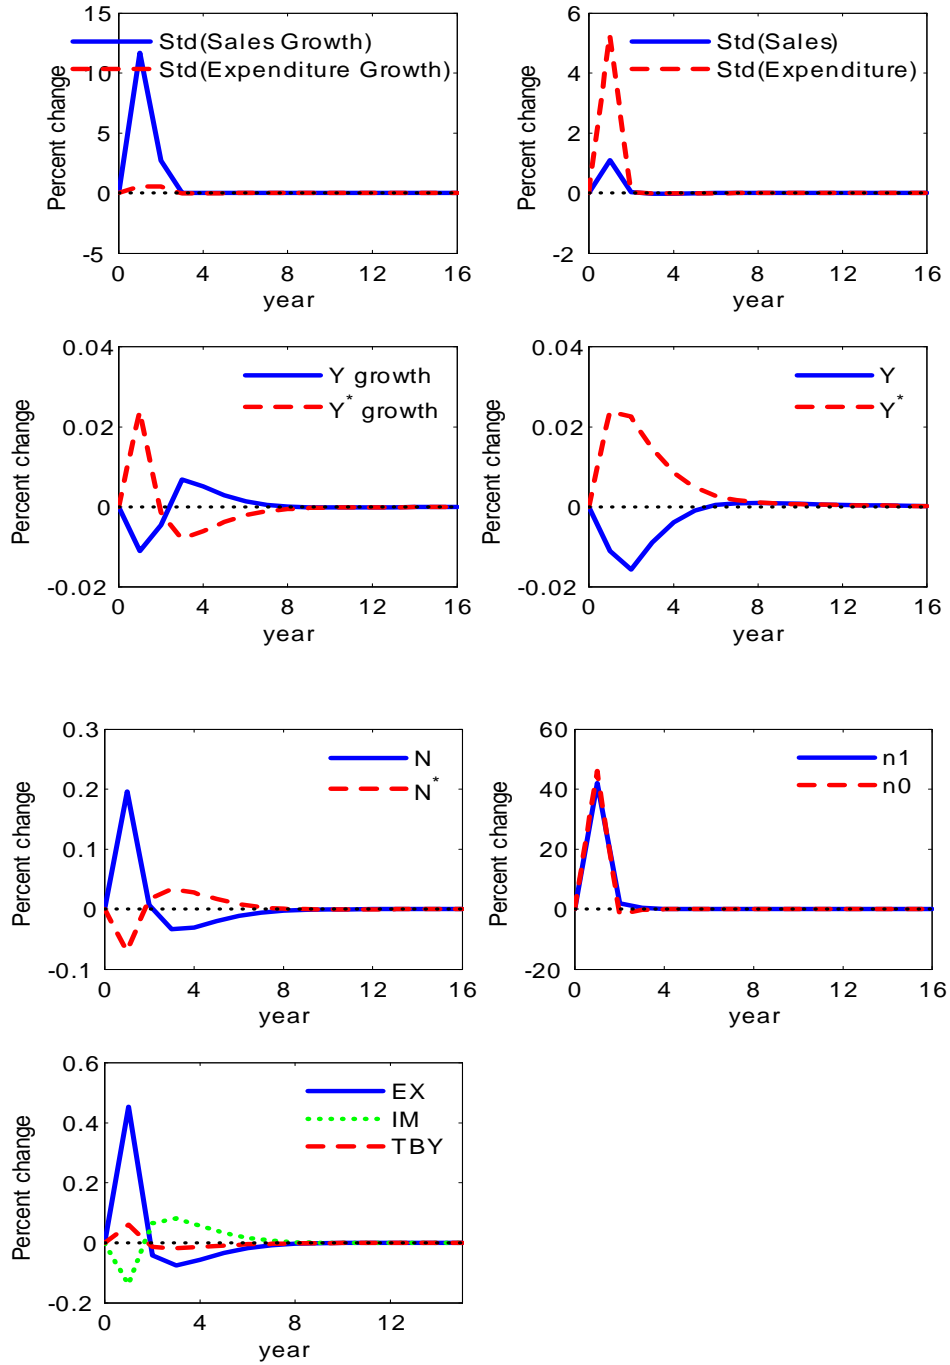 15
10
5
0
-5
Percent change
Std(Sales Growth)
Std(Expenditure Growth)
0 4 8 12 16
year
6
4
2
0
-2
Percent change
Std(Sales)
Std(Expenditure)
0 4 8 12 16
year
0.04
0.02
0
-0.02
Percent change
Y growth
Y* growth
0 4 8 12 16
year
0.04
0.02
0
-0.02
Percent change
Y
Y*
0 4 8 12 16
year
0.3
0.2
0.1
0
-0.1
Percent change
N
N*
0 4 8 12 16
year
60
40
20
0
-20
Percent change
n1
n0
0 4 8 12 16
year
0.6
0.4
0.2
0
-0.2
Percent change
EX
IM
TBY
0 4 8 12
year